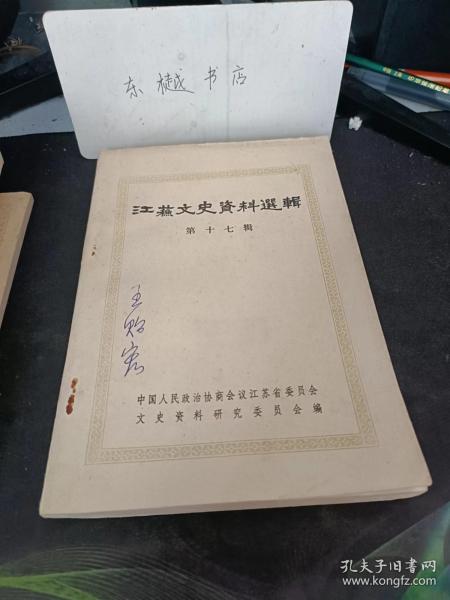 东樾书店
江蘇文史資料選輯
第十七辑
中国人民政治协商会议江苏省委员会
文史资料研究委员会编
孔夫子旧书网
www.kongfz.com